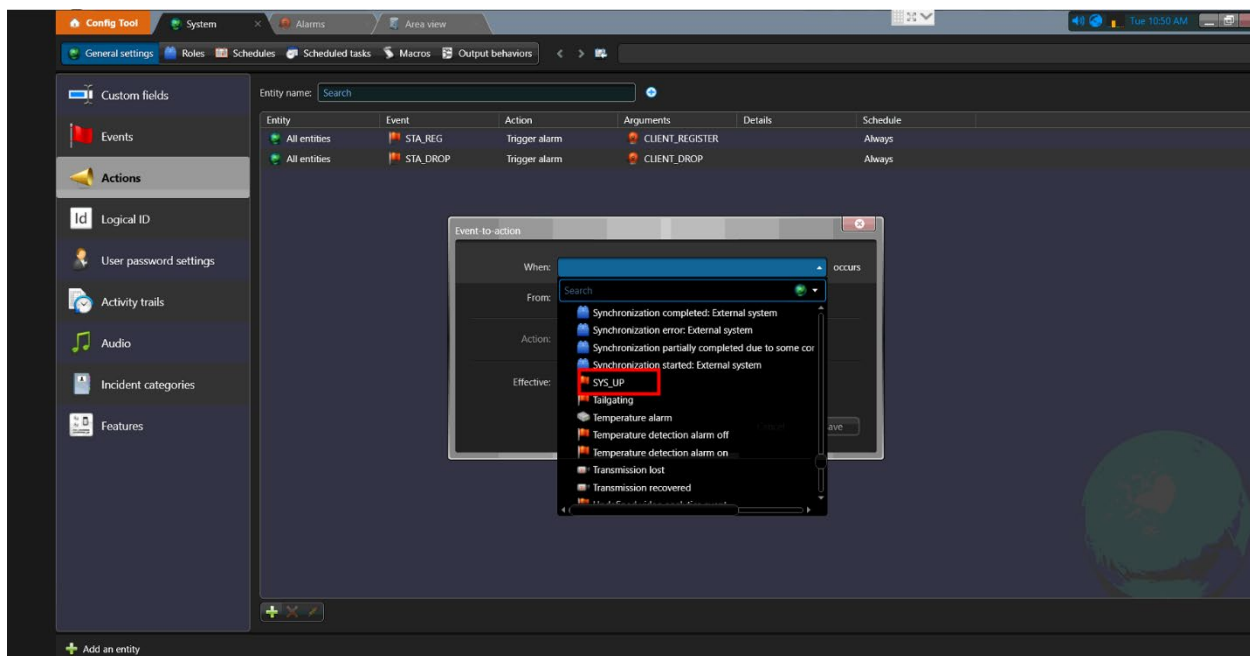 Config Tool System Alarms Area view Tue 10:50 AM
General settings Roles Schedules Scheduled tasks Macros Output behaviors
Custom fields
Events
Actions
Logical ID
User password settings
Activity trails
Audio
Incident categories
Features
Entity name: Search
Entity Event Action Arguments Details Schedule
All entities STA_REG Trigger alarm CLIENT_REGISTER Always
All entities STA_DROP Trigger alarm CLIENT_DROP Always
Event-to-action
When: occurs
From: Search
Synchronization completed: External system
Synchronization error: External system
Action: Synchronization partially completed due to some cor
Synchronization started: External system
Effective: SYS_UP
Tailgating
Temperature alarm
Temperature detection alarm off
Temperature detection alarm on
Transmission lost
Transmission recovered
Add an entity